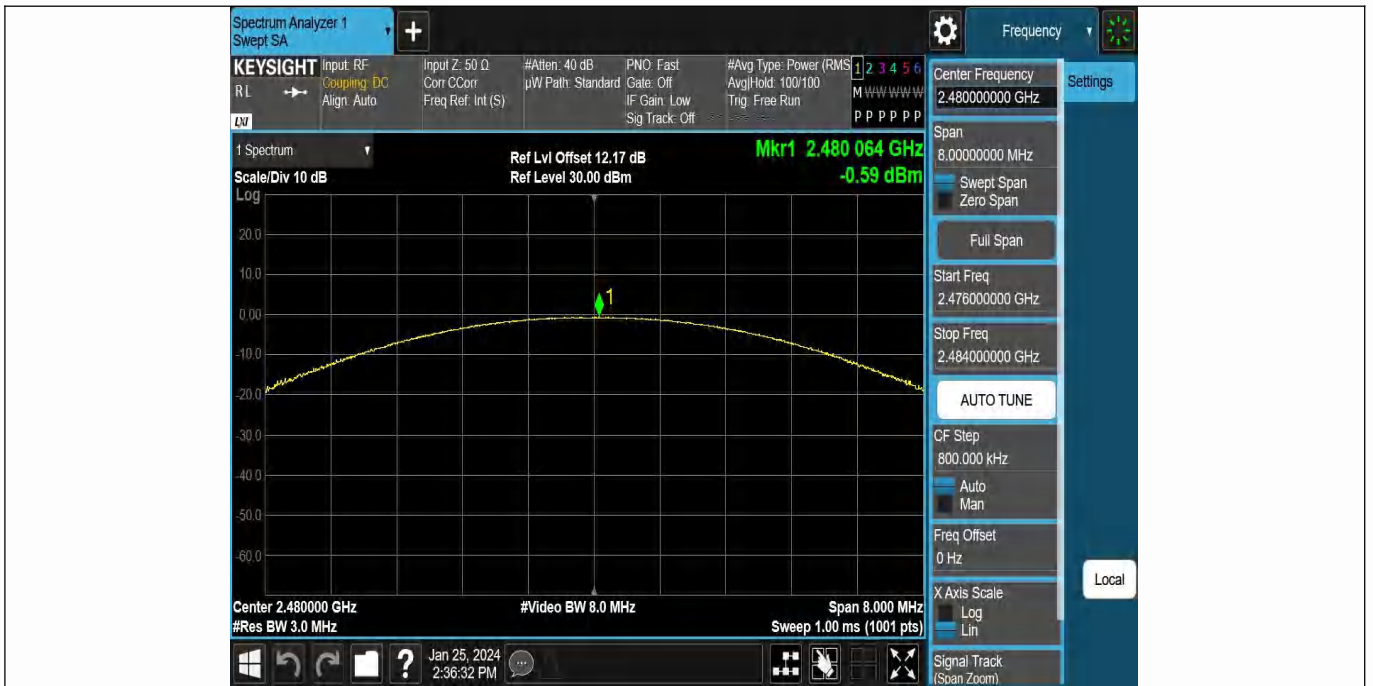 Spectrum Analyzer 1
Swept SA
+
Frequency
KEYSIGHT
RL
LXI
Input: RF
Coupling: DC
Align: Auto
Input Z: 50 Ω
Corr CCorr
Freq Ref: Int (S)
#Atten: 40 dB
µW Path: Standard
PNO: Fast
Gate: Off
IF Gain: Low
Sig Track: Off
#Avg Type: Power (RMS
Avg|Hold: 100/100
Trig: Free Run
1 2 3 4 5 6
M W W W W W
P P P P P P
1 Spectrum
Scale/Div 10 dB
Log
Ref Lvl Offset 12.17 dB
Ref Level 30.00 dBm
Mkr1 2.480 064 GHz
-0.59 dBm
20.0
10.0
0.00
-10.0
-20.0
-30.0
-40.0
-50.0
-60.0
1
Center 2.480000 GHz
#Res BW 3.0 MHz
#Video BW 8.0 MHz
Span 8.000 MHz
Sweep 1.00 ms (1001 pts)
Center Frequency
2.480000000 GHz
Settings
Span
8.00000000 MHz
Swept Span
Zero Span
Full Span
Start Freq
2.476000000 GHz
Stop Freq
2.484000000 GHz
AUTO TUNE
CF Step
800.000 kHz
Auto
Man
Freq Offset
0 Hz
X Axis Scale
Log
Lin
Signal Track
(Span Zoom)
Local
?
Jan 25, 2024
2:36:32 PM